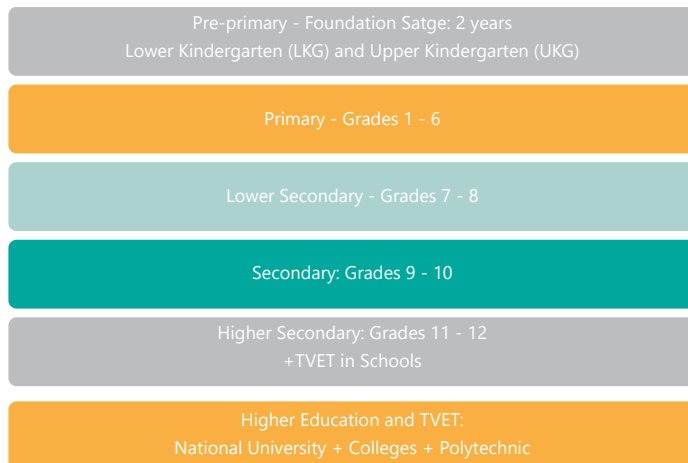 Pre-primary - Foundation Satge: 2 years
Lower Kindergarten (LKG) and Upper Kindergarten (UKG)
Primary - Grades 1 - 6
Lower Secondary - Grades 7 - 8
Secondary: Grades 9 - 10
Higher Secondary: Grades 11 - 12
+TVET in Schools
Higher Education and TVET:
National University + Colleges + Polytechnic